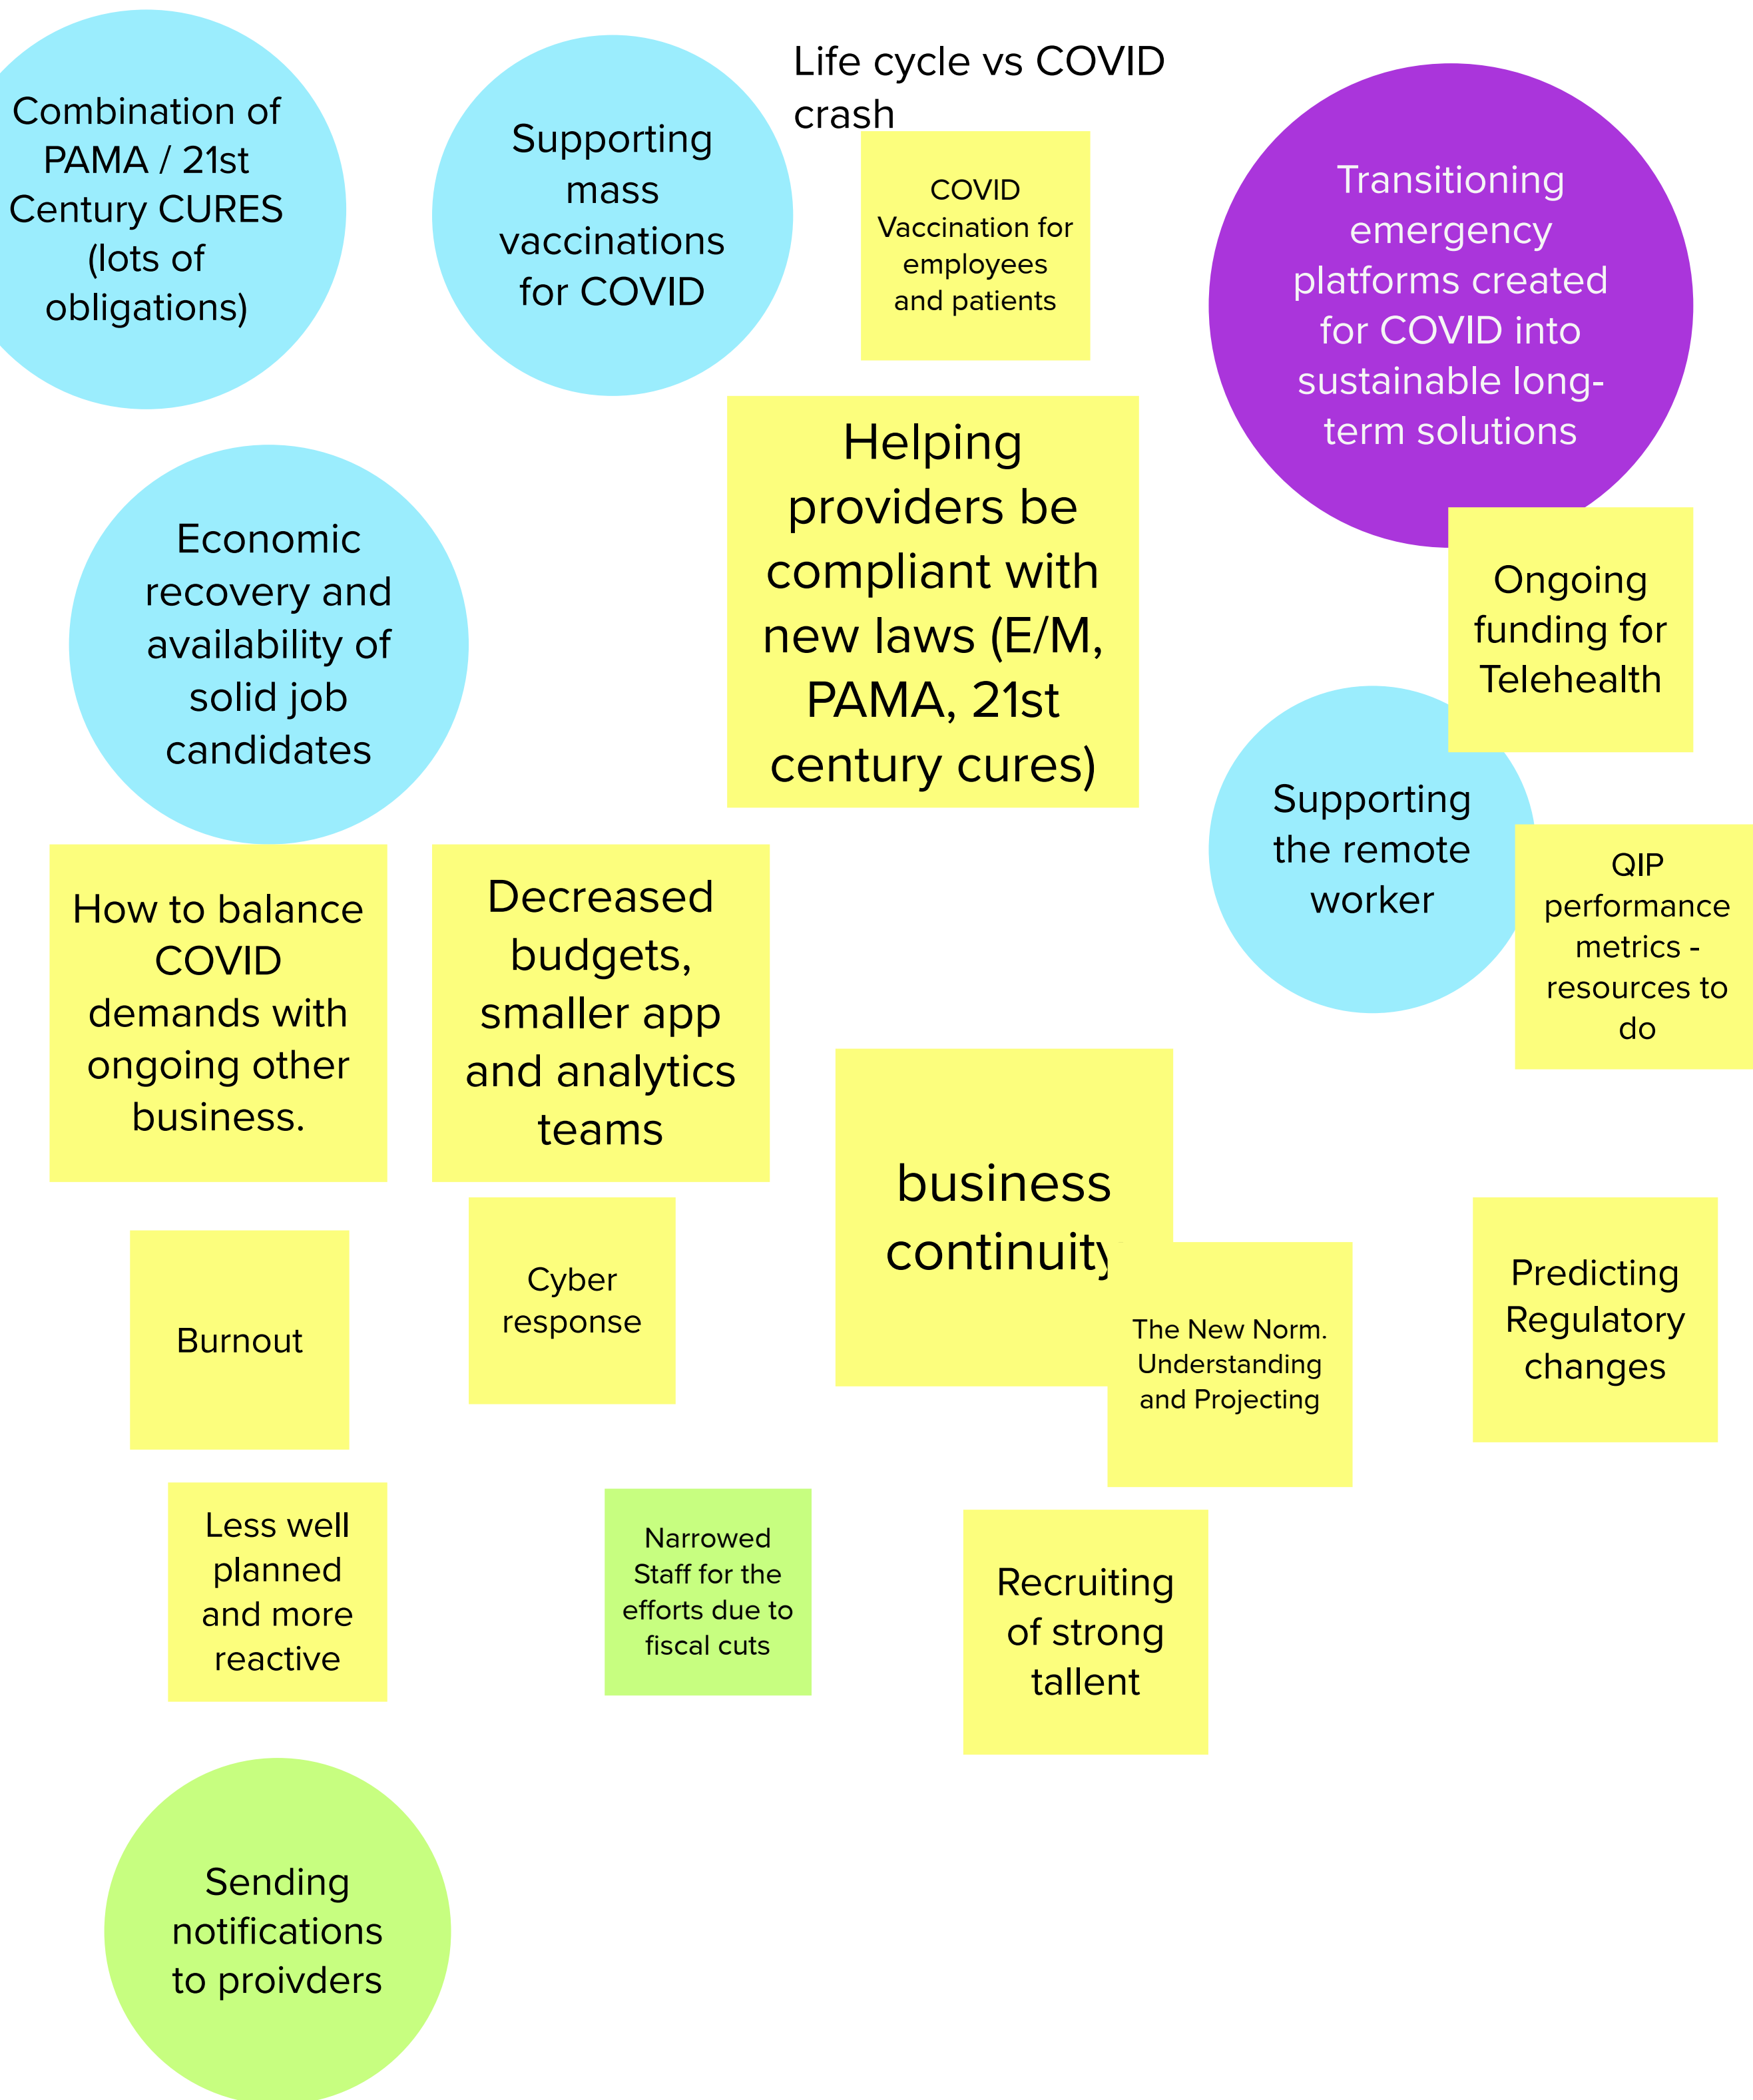 Combination of
PAMA / 21st
Century CURES
(lots of
obligations)
Supporting
mass
vaccinations
for COVID
Life cycle vs COVID
crash
COVID
Vaccination for
employees
and patients
Transitioning
emergency
platforms created
for COVID into
sustainable long-
term solutions
Economic
recovery and
availability of
solid job
candidates
Helping
providers be
compliant with
new laws (E/M,
PAMA, 21st
century cures)
Ongoing
funding for
Telehealth
Supporting
the remote
worker
QIP
performance
metrics -
resources to
do
How to balance
COVID
demands with
ongoing other
business.
Decreased
budgets,
smaller app
and analytics
teams
business
continuity
Burnout
Cyber
response
The New Norm.
Understanding
and Projecting
Predicting
Regulatory
changes
Less well
planned
and more
reactive
Narrowed
Staff for the
efforts due to
fiscal cuts
Recruiting
of strong
tallent
Sending
notifications
to proivders